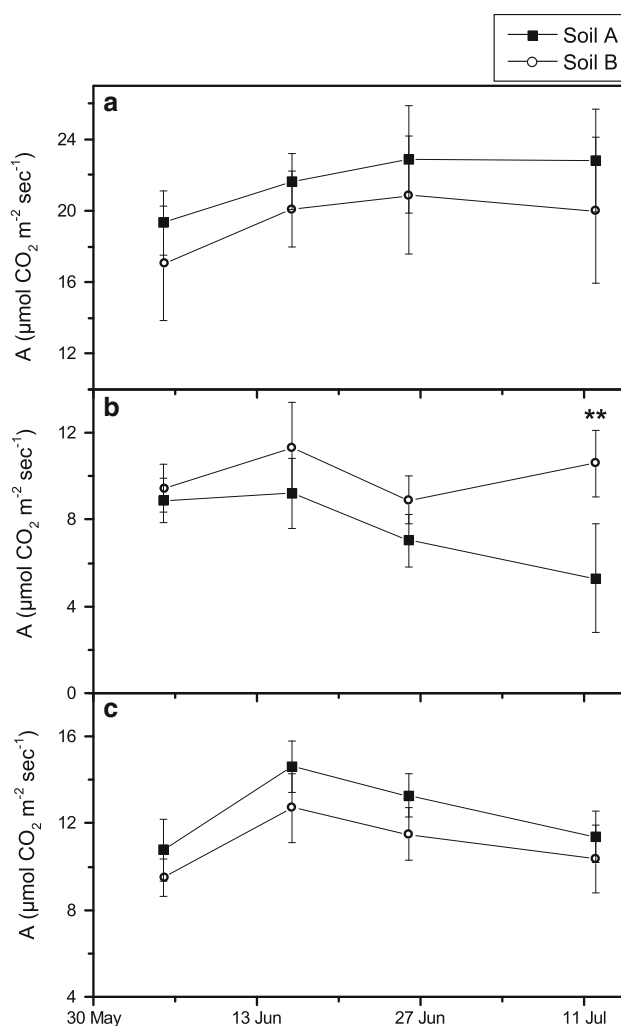 Soil A
Soil B
a
24
20
16
12
A (µmol CO₂ m⁻² sec⁻¹)
b
**
12
8
4
0
A (µmol CO₂ m⁻² sec⁻¹)
c
16
12
8
4
A (µmol CO₂ m⁻² sec⁻¹)
30 May 13 Jun 27 Jun 11 Jul